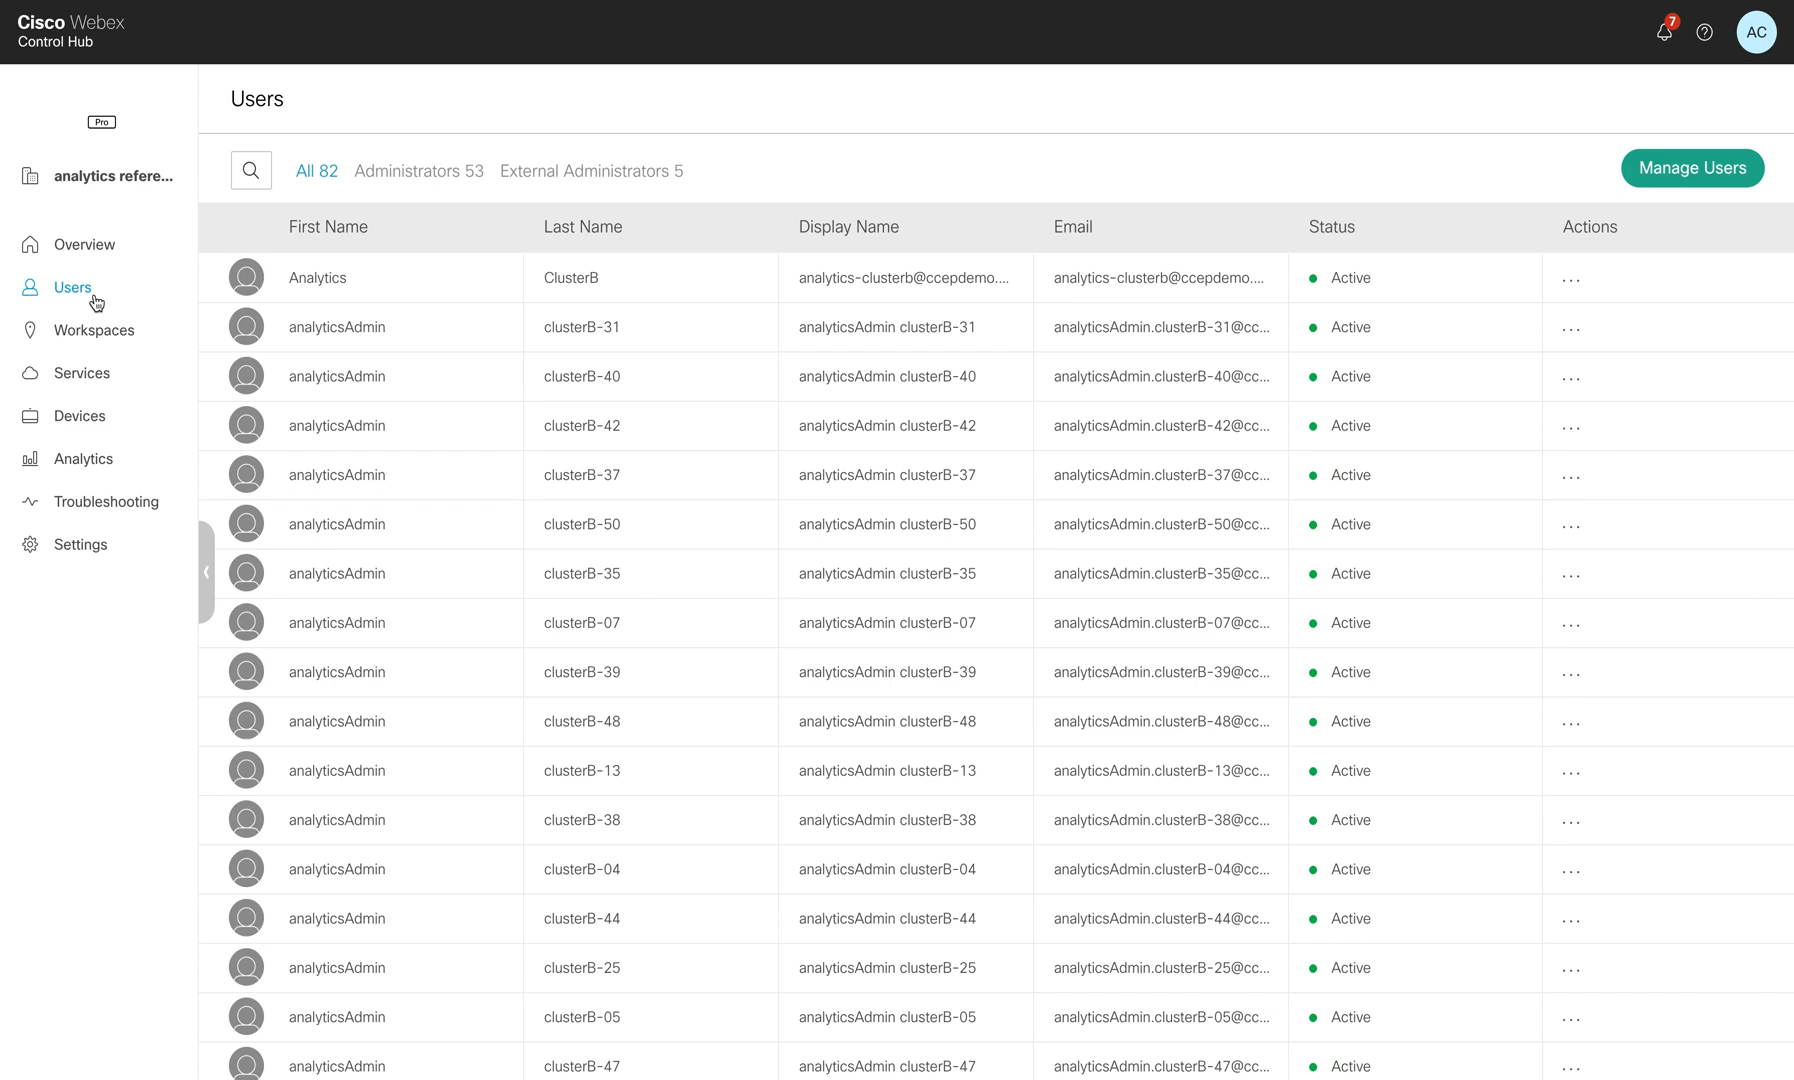 Cisco Webex
Control Hub
7
AC
Pro
analytics refere...
Overview
Users
Workspaces
Services
Devices
Analytics
Troubleshooting
Settings
Users
All 82 Administrators 53 External Administrators 5
Manage Users
First Name Last Name Display Name Email Status Actions
Analytics ClusterB analytics-clusterb@ccepdemo.... analytics-clusterb@ccepdemo.... Active ...
analyticsAdmin clusterB-31 analyticsAdmin clusterB-31 analyticsAdmin.clusterB-31@cc... Active ...
analyticsAdmin clusterB-40 analyticsAdmin clusterB-40 analyticsAdmin.clusterB-40@cc... Active ...
analyticsAdmin clusterB-42 analyticsAdmin clusterB-42 analyticsAdmin.clusterB-42@cc... Active ...
analyticsAdmin clusterB-37 analyticsAdmin clusterB-37 analyticsAdmin.clusterB-37@cc... Active ...
analyticsAdmin clusterB-50 analyticsAdmin clusterB-50 analyticsAdmin.clusterB-50@cc... Active ...
analyticsAdmin clusterB-35 analyticsAdmin clusterB-35 analyticsAdmin.clusterB-35@cc... Active ...
analyticsAdmin clusterB-07 analyticsAdmin clusterB-07 analyticsAdmin.clusterB-07@cc... Active ...
analyticsAdmin clusterB-39 analyticsAdmin clusterB-39 analyticsAdmin.clusterB-39@cc... Active ...
analyticsAdmin clusterB-48 analyticsAdmin clusterB-48 analyticsAdmin.clusterB-48@cc... Active ...
analyticsAdmin clusterB-13 analyticsAdmin clusterB-13 analyticsAdmin.clusterB-13@cc... Active ...
analyticsAdmin clusterB-38 analyticsAdmin clusterB-38 analyticsAdmin.clusterB-38@cc... Active ...
analyticsAdmin clusterB-04 analyticsAdmin clusterB-04 analyticsAdmin.clusterB-04@cc... Active ...
analyticsAdmin clusterB-44 analyticsAdmin clusterB-44 analyticsAdmin.clusterB-44@cc... Active ...
analyticsAdmin clusterB-25 analyticsAdmin clusterB-25 analyticsAdmin.clusterB-25@cc... Active ...
analyticsAdmin clusterB-05 analyticsAdmin clusterB-05 analyticsAdmin.clusterB-05@cc... Active ...
analyticsAdmin clusterB-47 analyticsAdmin clusterB-47 analyticsAdmin.clusterB-47@cc... Active ...